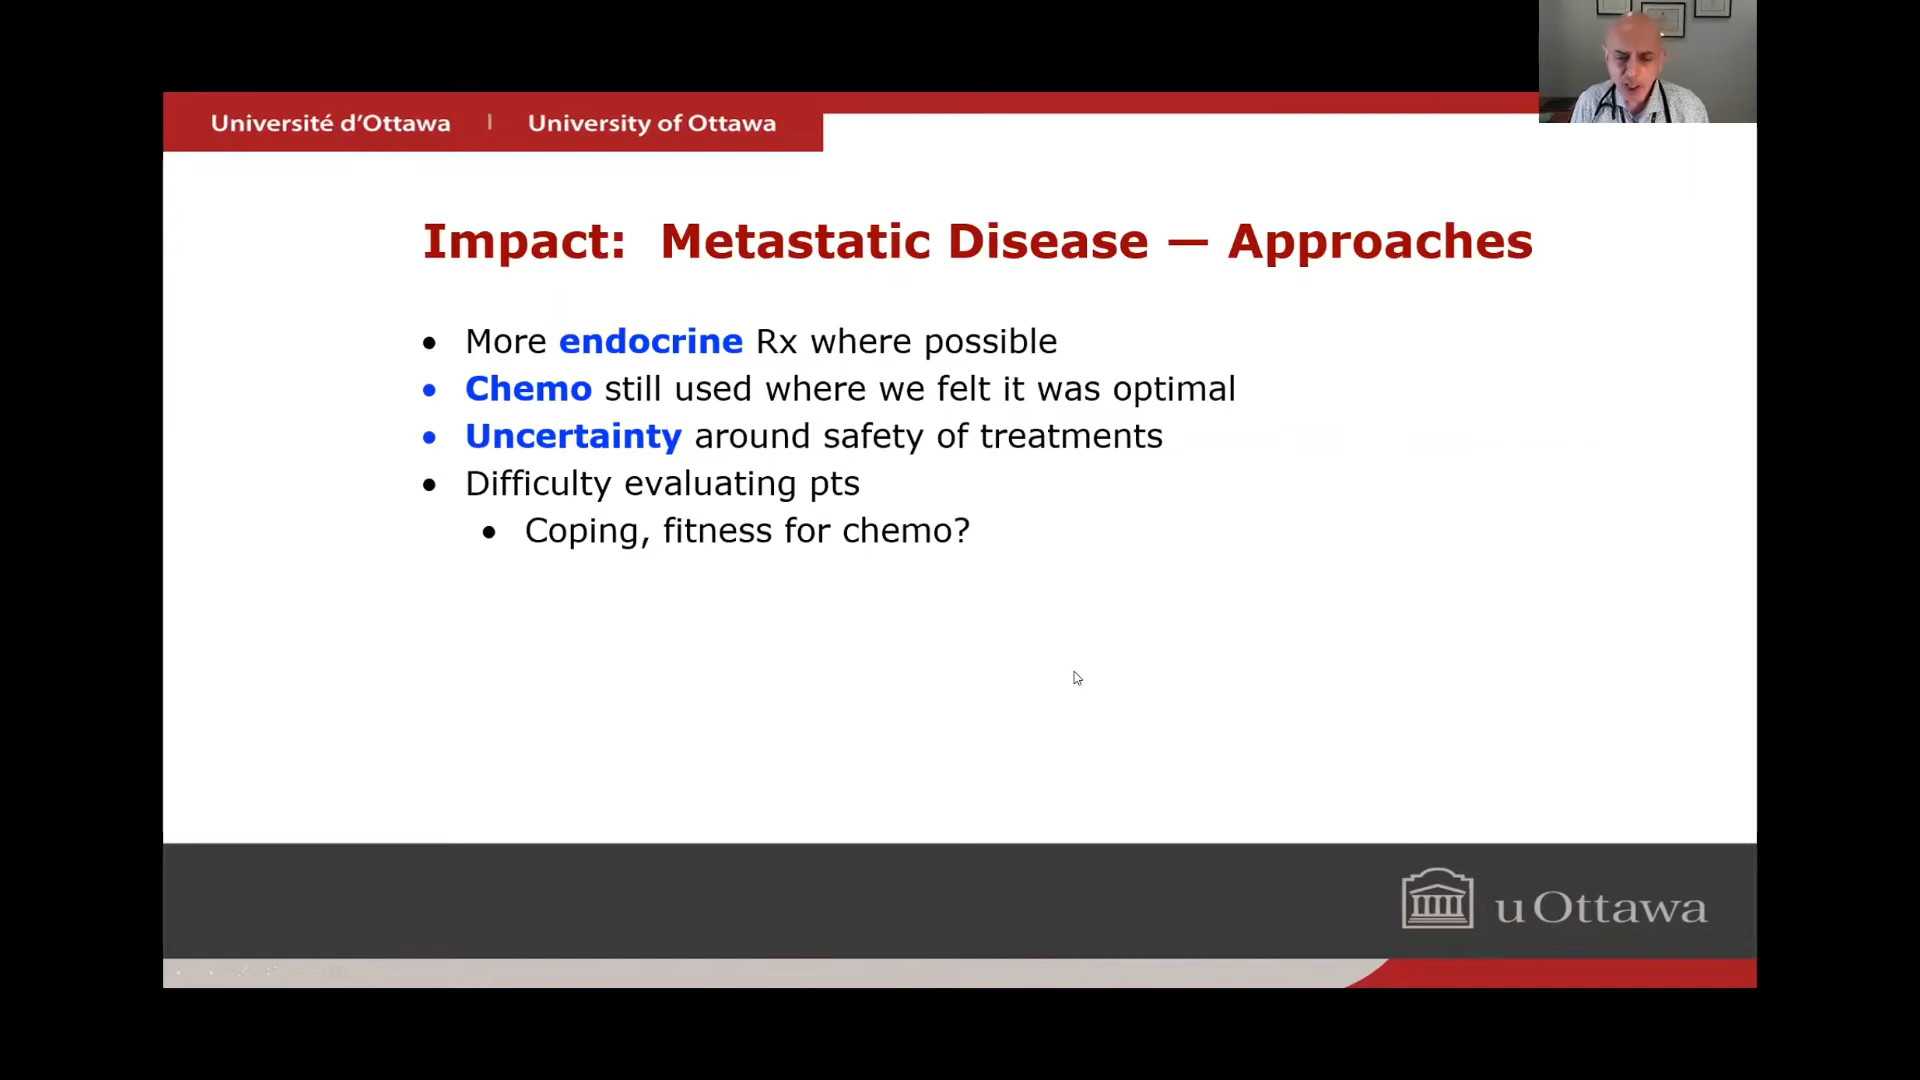 Université d'Ottawa | University of Ottawa
Impact: Metastatic Disease — Approaches
• More endocrine Rx where possible
• Chemo still used where we felt it was optimal
• Uncertainty around safety of treatments
• Difficulty evaluating pts
• Coping, fitness for chemo?
uOttawa